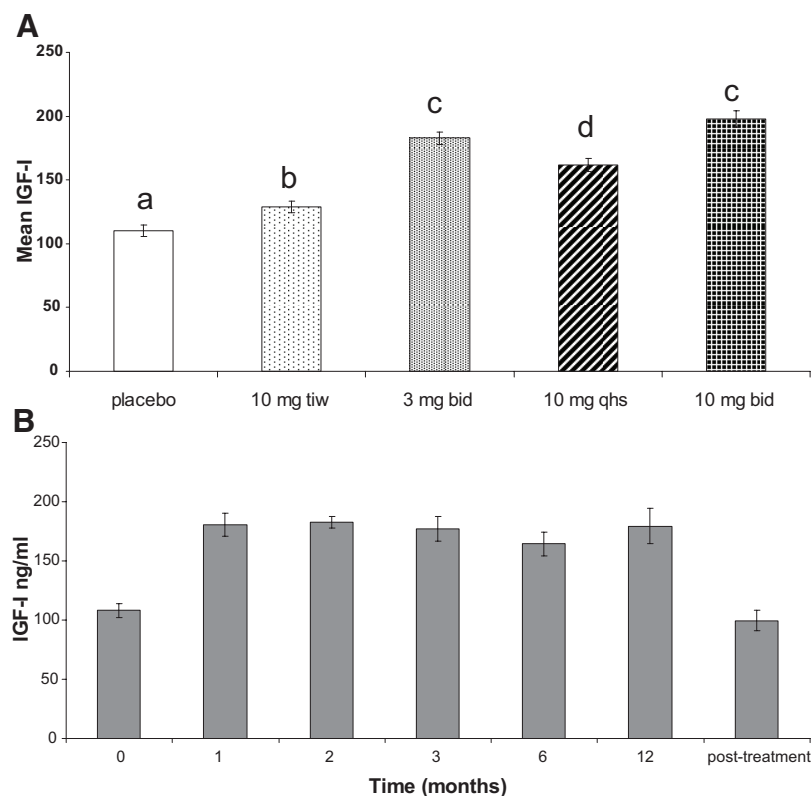 A
250
200
150
100
50
0
Mean IGF-I
a
b
c
d
c
placebo 10 mg tiw 3 mg bid 10 mg qhs 10 mg bid
B
250
200
150
100
50
0
IGF-I ng/ml
0 1 2 3 6 12 post-treatment
Time (months)